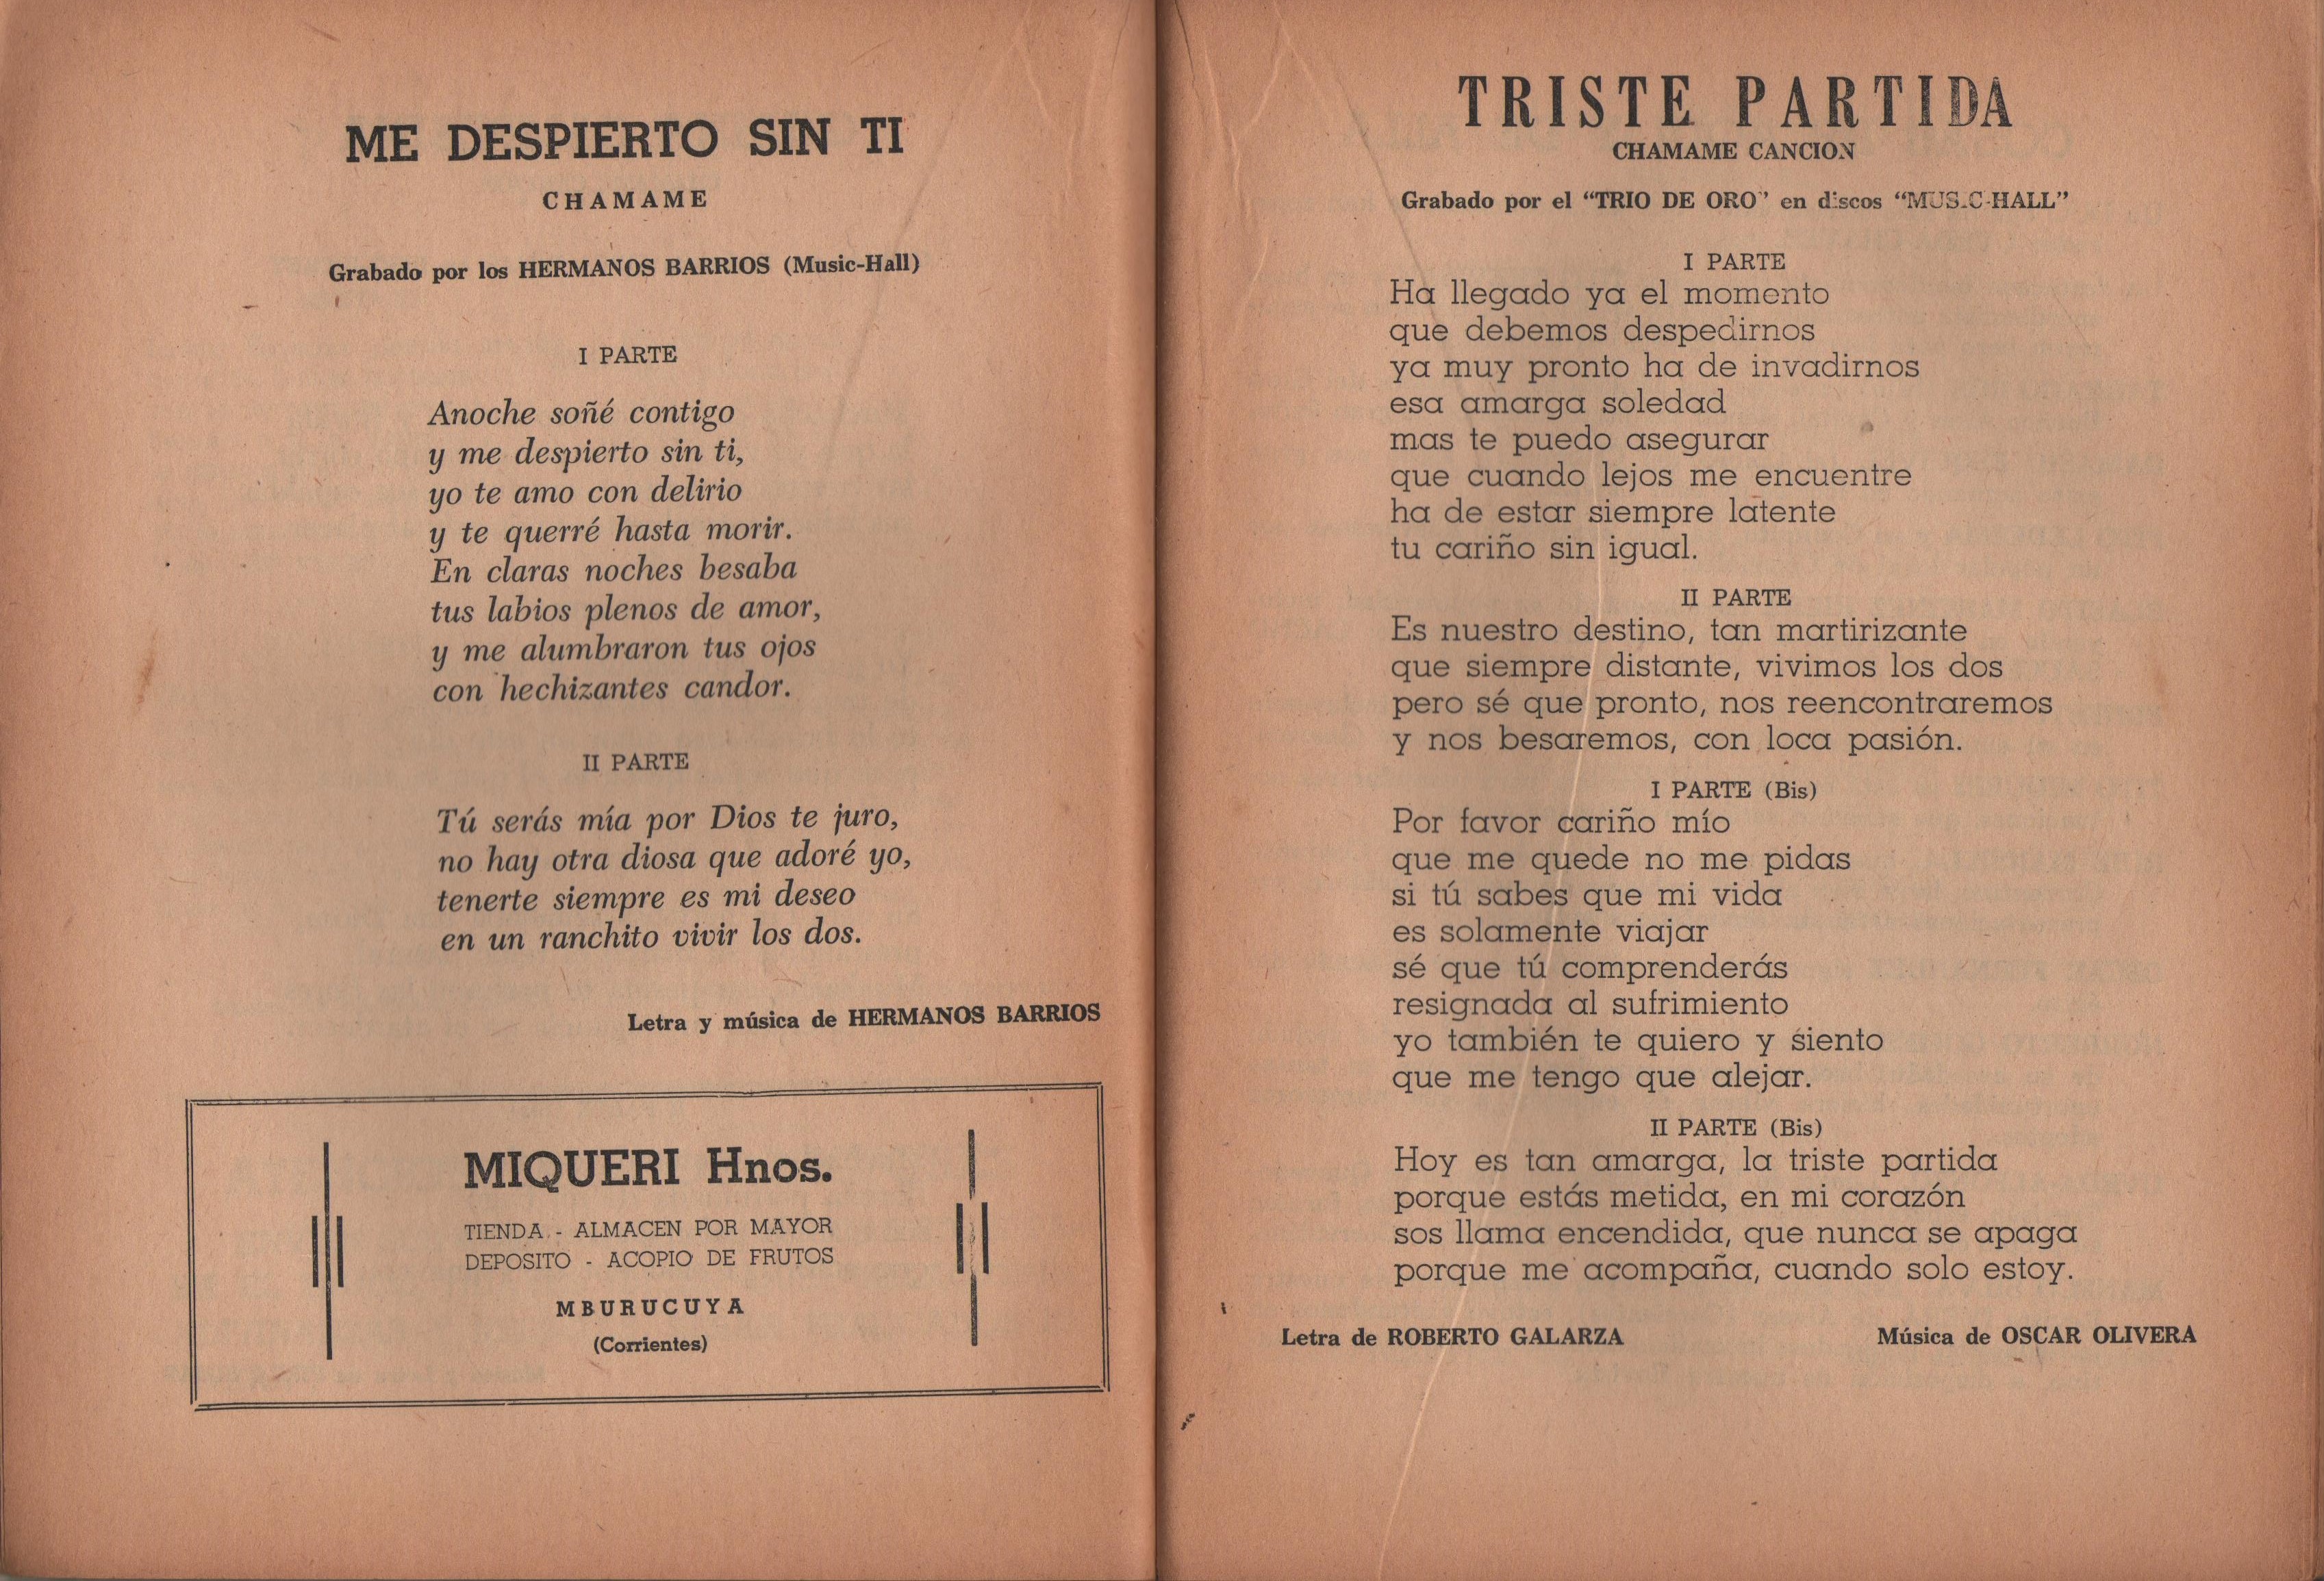 ME DESPIERTO SIN TI
CHAMAME
Grabado por los HERMANOS BARRIOS (Music-Hall)
I PARTE
Anoche soñé contigo
y me despierto sin ti,
yo te amo con delirio
y te querré hasta morir.
En claras noches besaba
tus labios plenos de amor,
y me alumbraron tus ojos
con hechizantes candor.
II PARTE
Tú serás mía por Dios te juro,
no hay otra diosa que adoré yo,
tenerte siempre es mi deseo
en un ranchito vivir los dos.
Letra y música de HERMANOS BARRIOS
MIQUERI Hnos.
TIENDA - ALMACEN POR MAYOR
DEPOSITO - ACOPIO DE FRUTOS
MBURUCUYA
(Corrientes)
TRISTE PARTIDA
CHAMAME CANCION
Grabado por el "TRIO DE ORO" en discos "MUSIC-HALL"
I PARTE
Ha llegado ya el momento
que debemos despedirnos
ya muy pronto ha de invadirnos
esa amarga soledad
mas te puedo asegurar
que cuando lejos me encuentre
ha de estar siempre latente
tu cariño sin igual.
II PARTE
Es nuestro destino, tan martirizante
que siempre distante, vivimos los dos
pero sé que pronto, nos reencontraremos
y nos besaremos, con loca pasión.
I PARTE (Bis)
Por favor cariño mío
que me quede no me pidas
si tú sabes que mi vida
es solamente viajar
sé que tú comprenderás
resignada al sufrimiento
yo también te quiero y siento
que me tengo que alejar.
II PARTE (Bis)
Hoy es tan amarga, la triste partida
porque estás metida, en mi corazón
sos llama encendida, que nunca se apaga
porque me acompaña, cuando solo estoy.
Letra de ROBERTO GALARZA Música de OSCAR OLIVERA